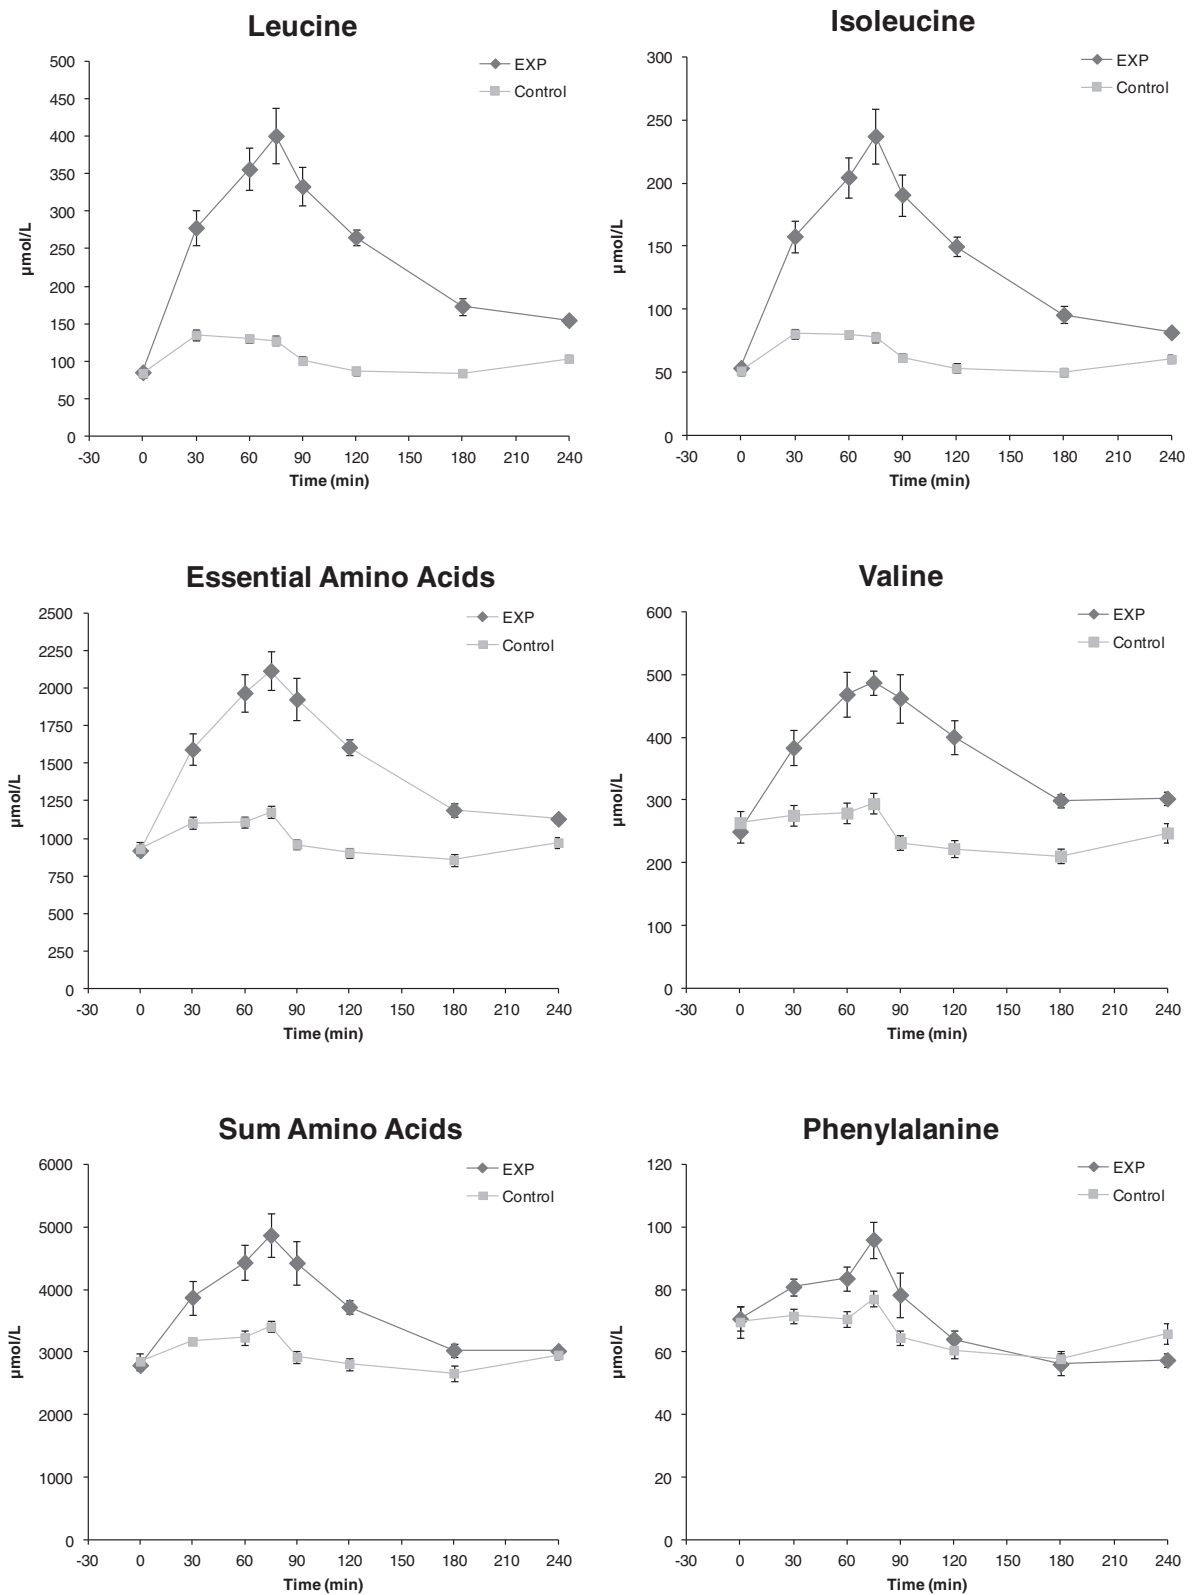 Leucine
500
450
400
350
300
250
200
150
100
50
0
µmol/L
EXP
Control
-30 0 30 60 90 120 150 180 210 240
Time (min)
Isoleucine
300
250
200
150
100
50
0
µmol/L
EXP
Control
-30 0 30 60 90 120 150 180 210 240
Time (min)
Essential Amino Acids
2500
2250
2000
1750
1500
1250
1000
750
500
250
0
µmol/L
EXP
Control
-30 0 30 60 90 120 150 180 210 240
Time (min)
Valine
600
500
400
300
200
100
0
µmol/L
EXP
Control
-30 0 30 60 90 120 150 180 210 240
Time (min)
Sum Amino Acids
6000
5000
4000
3000
2000
1000
0
µmol/L
EXP
Control
-30 0 30 60 90 120 150 180 210 240
Time (min)
Phenylalanine
120
100
80
60
40
20
0
µmol/L
EXP
Control
-30 0 30 60 90 120 150 180 210 240
Time (min)